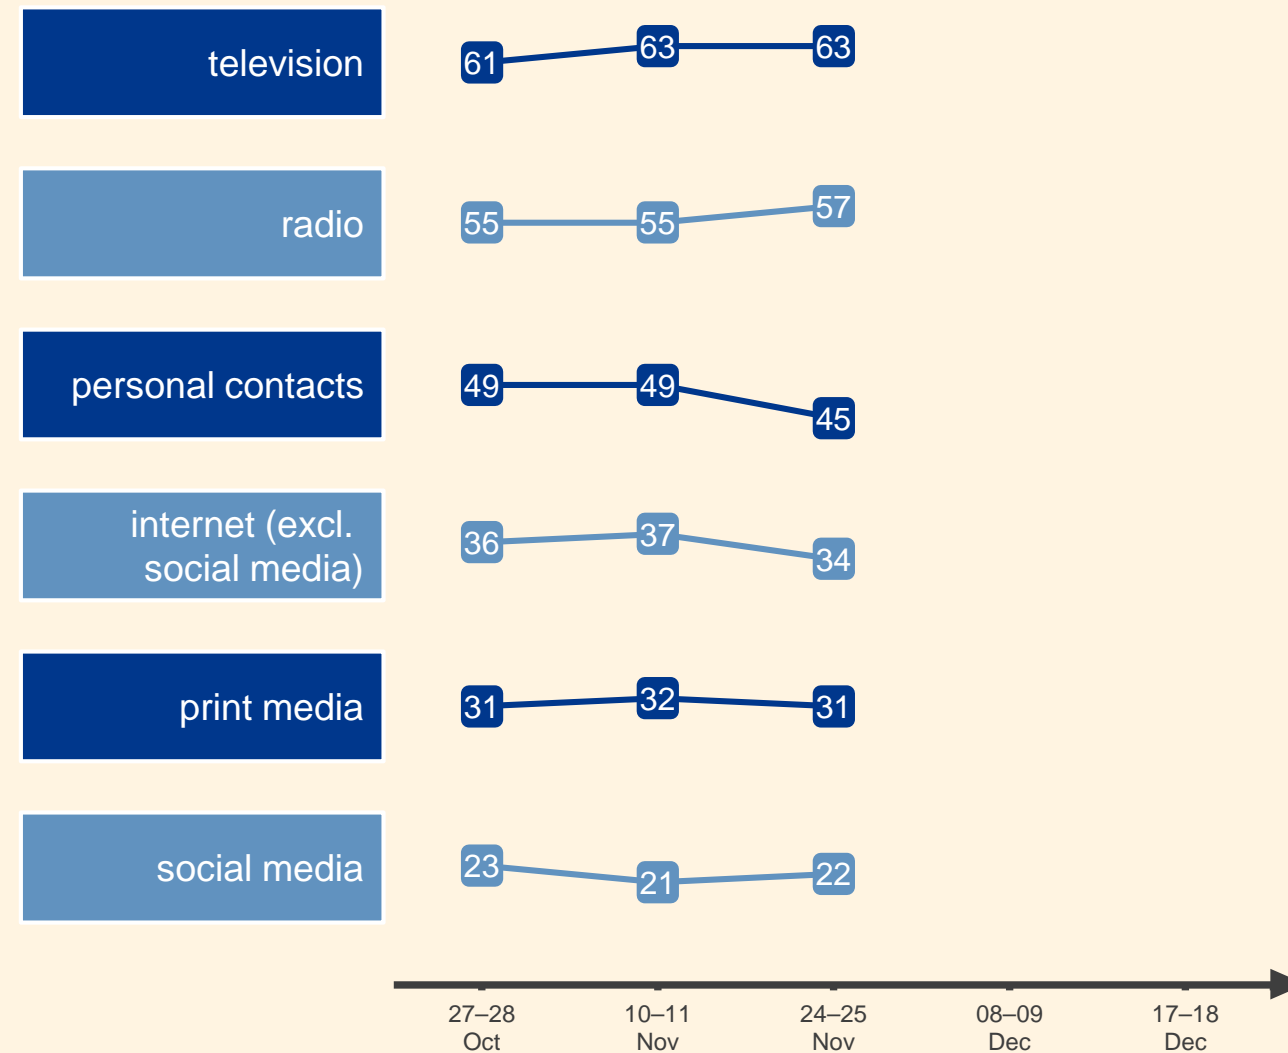 television
61
63
63
radio
55
55
57
personal contacts
49
49
45
internet (excl.
social media)
36
37
34
print media
31
32
31
social media
23
21
22
27–28
Oct
10–11
Nov
24–25
Nov
08–09
Dec
17–18
Dec